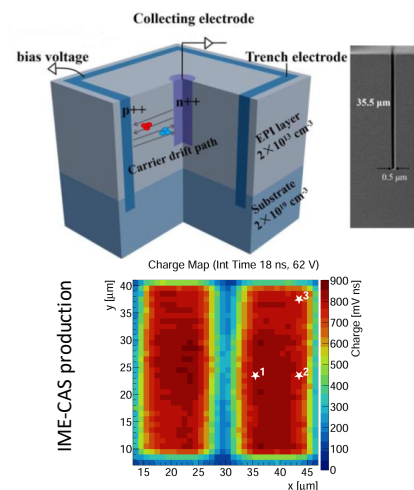 Collecting electrode
bias voltage
Trench electrode
p++
n++
Carrier drift path
EPI layer
2×10¹³ cm⁻³
Substrate
2×10¹⁹ cm⁻³
35.5 μm
0.5 μm
IME-CAS production
Charge Map (Int Time 18 ns, 62 V)
y [μm]
40
35
30
25
20
15
10
15 20 25 30 35 40 45
x [μm]
3
1
2
900
800
700
600
500
400
300
200
100
0
Charge [mV ns]